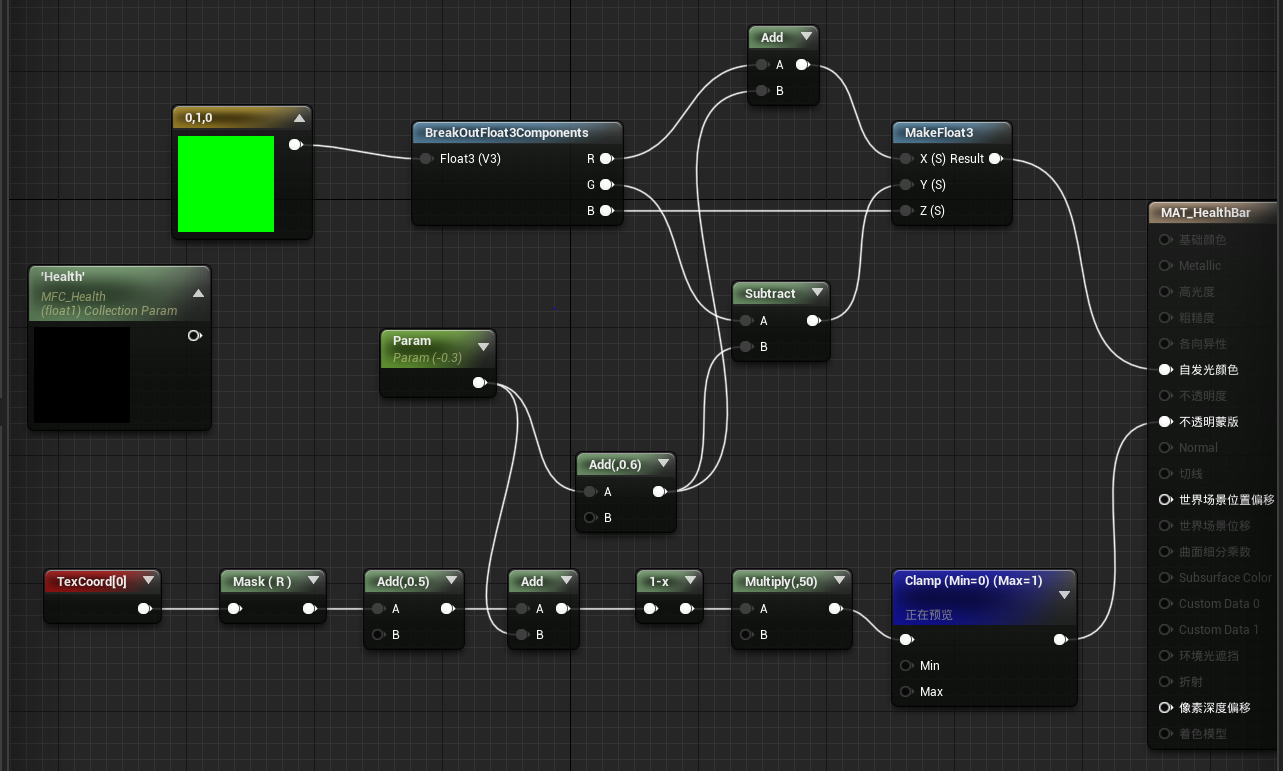 0,1,0
'Health'
MFC_Health
(float1) Collection Param
BreakOutFloat3Components
Float3 (V3)
R
G
B
Param
Param (-0.3)
Add
A
B
Subtract
A
B
MakeFloat3
X (S) Result
Y (S)
Z (S)
Add(,0.6)
A
B
TexCoord[0]
Mask ( R )
Add(,0.5)
A
B
Add
A
B
1-x
Multiply(,50)
A
B
Clamp (Min=0) (Max=1)
正在预览
Min
Max
MAT_HealthBar
基础颜色
Metallic
高光度
粗糙度
各向异性
自发光颜色
不透明度
不透明蒙版
Normal
切线
世界场景位置偏移
世界场景位移
曲面细分乘数
Subsurface Color
Custom Data 0
Custom Data 1
环境光遮挡
折射
像素深度偏移
着色模型